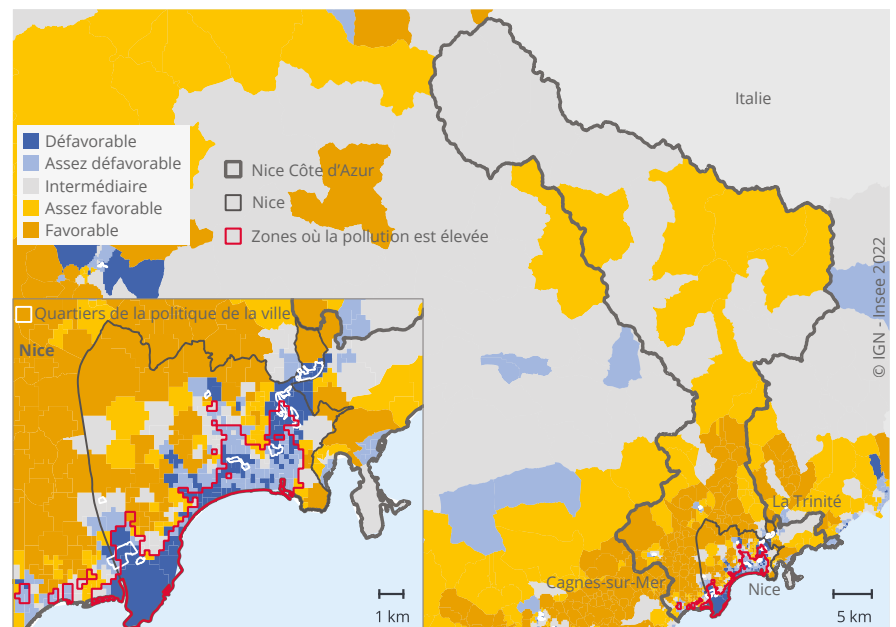 Italie
Défavorable
Assez défavorable
Intermédiaire
Assez favorable
Favorable
Nice Côte d'Azur
Nice
Zones où la pollution est élevée
© IGN - Insee 2022
Quartiers de la politique de la ville
Nice
1 km
La Trinité
Cagnes-sur-Mer
Nice
5 km